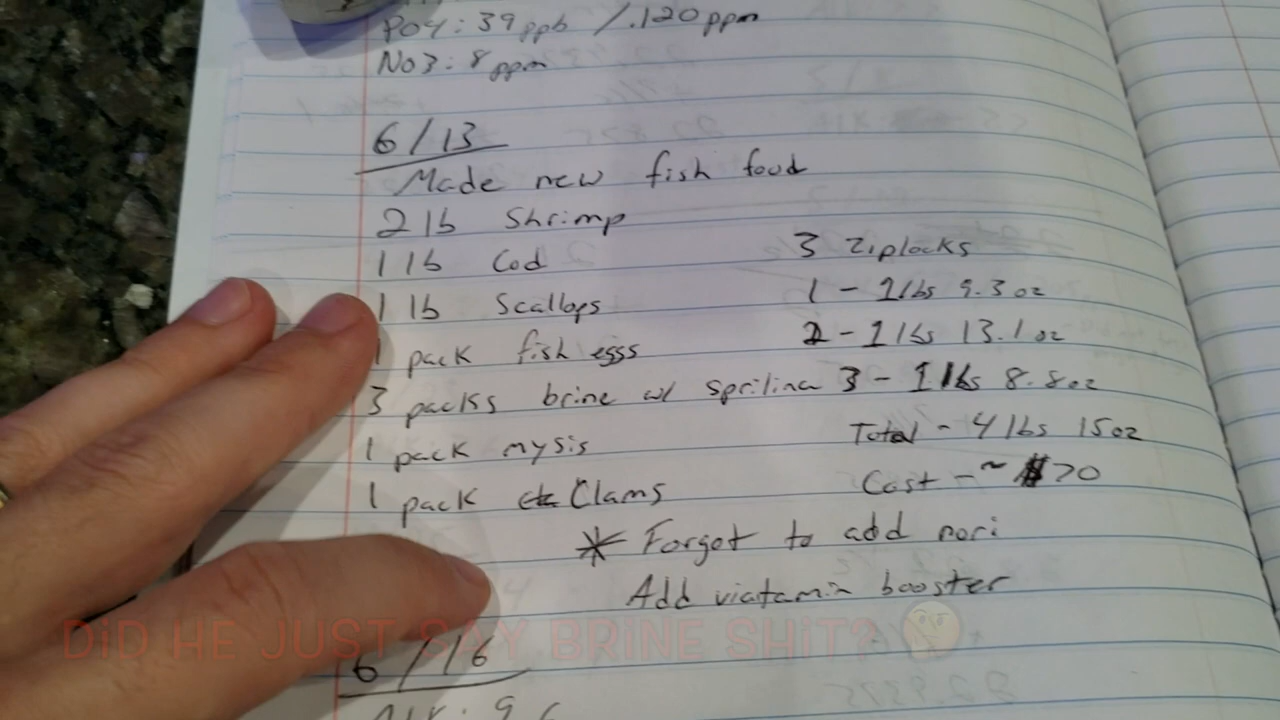 PO4: 39 ppb / .120 ppm
NO3: 8 ppm
6/13
Made new fish food
2 lb Shrimp
1 lb Cod
1 lb Scallops
1 pack fish eggs
3 packs brine w/ sprilina
1 pack mysis
1 pack Clams
3 Ziplocks
1 - 1 lbs 9.3 oz
2 - 1 lbs 13.1 oz
3 - 1 lbs 8.8 oz
Total - 4 lbs 15 oz
Cost - ~ $70
* Forgot to add nori
Add viatamin booster
DiD HE JUST SAY BRiNE SHiT? 🤔
6/16